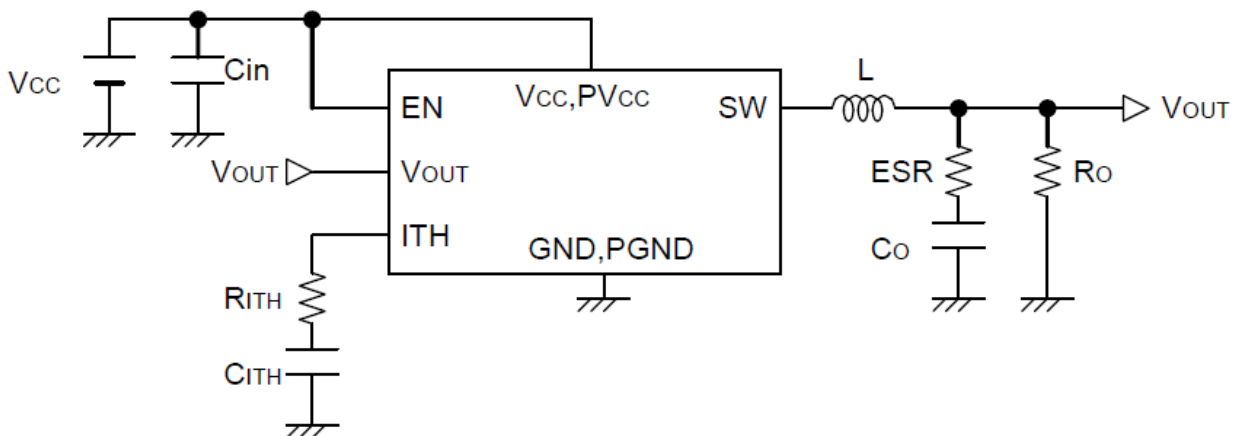 VCC
Cin
EN
VCC,PVCC
SW
L
VOUT
VOUT
VOUT
ESR
RO
ITH
GND,PGND
CO
RITH
CITH